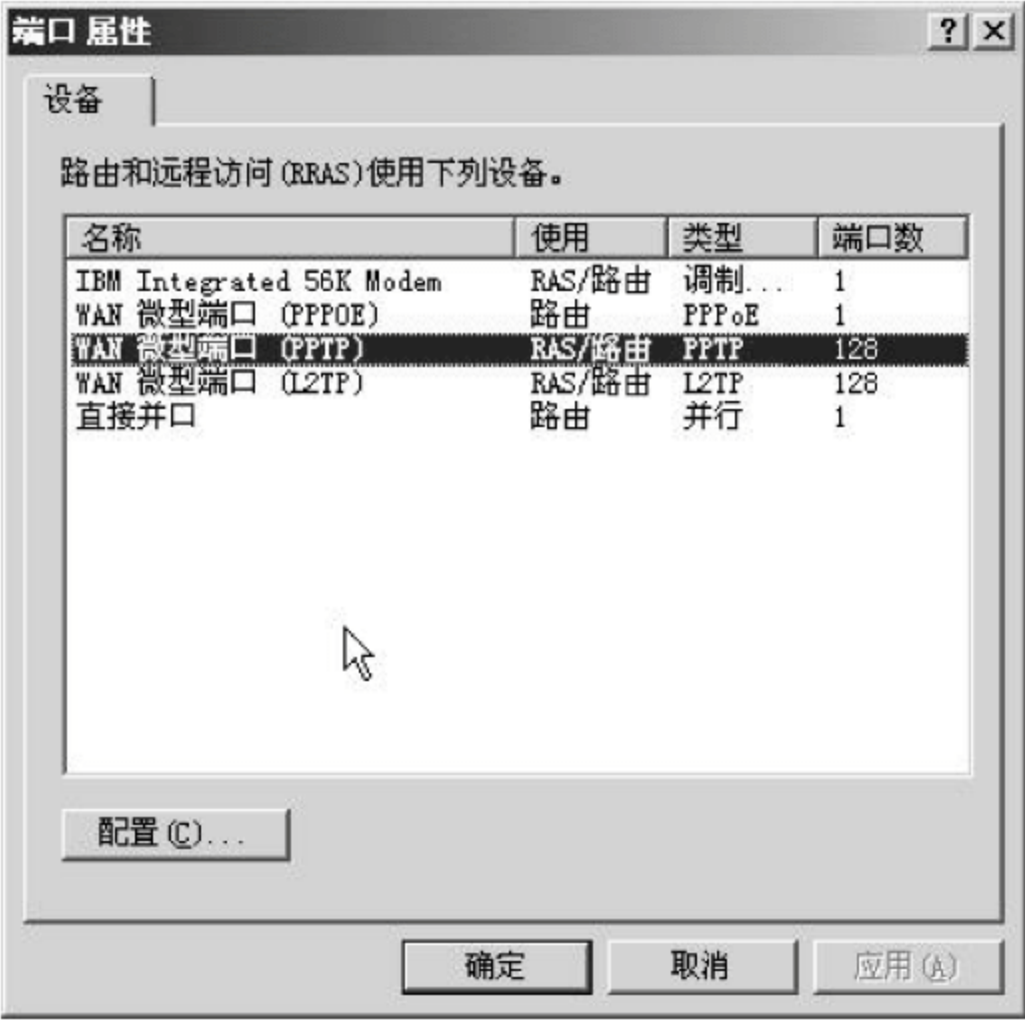 端口 属性
设备
路由和远程访问(RRAS)使用下列设备。
名称 使用 类型 端口数
IBM Integrated 56K Modem RAS/路由 调制... 1
WAN 微型端口 (PPPOE) 路由 PPPoE 1
WAN 微型端口 (PPTP) RAS/路由 PPTP 128
WAN 微型端口 (L2TP) RAS/路由 L2TP 128
直接并口 路由 并行 1
配置(C)...
确定 取消 应用(A)